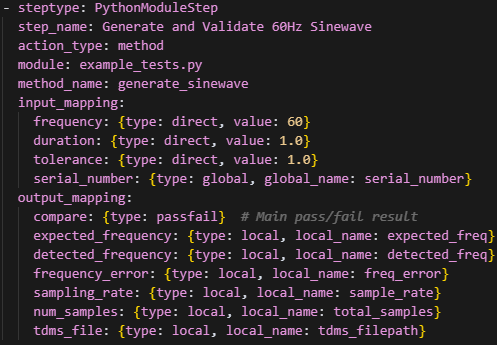 - steptype: PythonModuleStep
  step_name: Generate and Validate 60Hz Sinewave
  action_type: method
  module: example_tests.py
  method_name: generate_sinewave
  input_mapping:
    frequency: {type: direct, value: 60}
    duration: {type: direct, value: 1.0}
    tolerance: {type: direct, value: 1.0}
    serial_number: {type: global, global_name: serial_number}
  output_mapping:
    compare: {type: passfail}  # Main pass/fail result
    expected_frequency: {type: local, local_name: expected_freq}
    detected_frequency: {type: local, local_name: detected_freq}
    frequency_error: {type: local, local_name: freq_error}
    sampling_rate: {type: local, local_name: sample_rate}
    num_samples: {type: local, local_name: total_samples}
    tdms_file: {type: local, local_name: tdms_filepath}